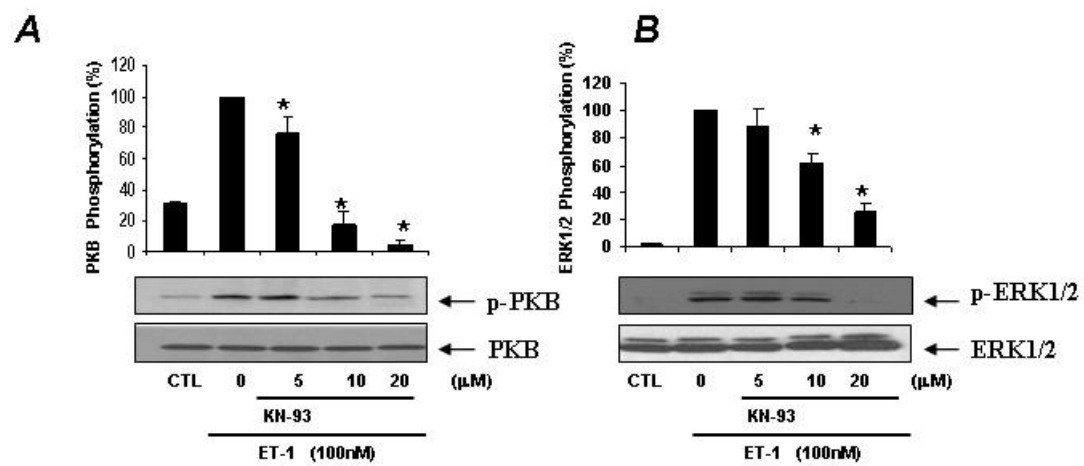 A
PKB Phosphorylation (%)
120
100
80
60
40
20
0
*
*
*
p-PKB
PKB
CTL 0 5 10 20 (µM)
KN-93
ET-1 (100nM)
B
ERK1/2 Phosphorylation (%)
120
100
80
60
40
20
0
*
*
p-ERK1/2
ERK1/2
CTL 0 5 10 20 (µM)
KN-93
ET-1 (100nM)